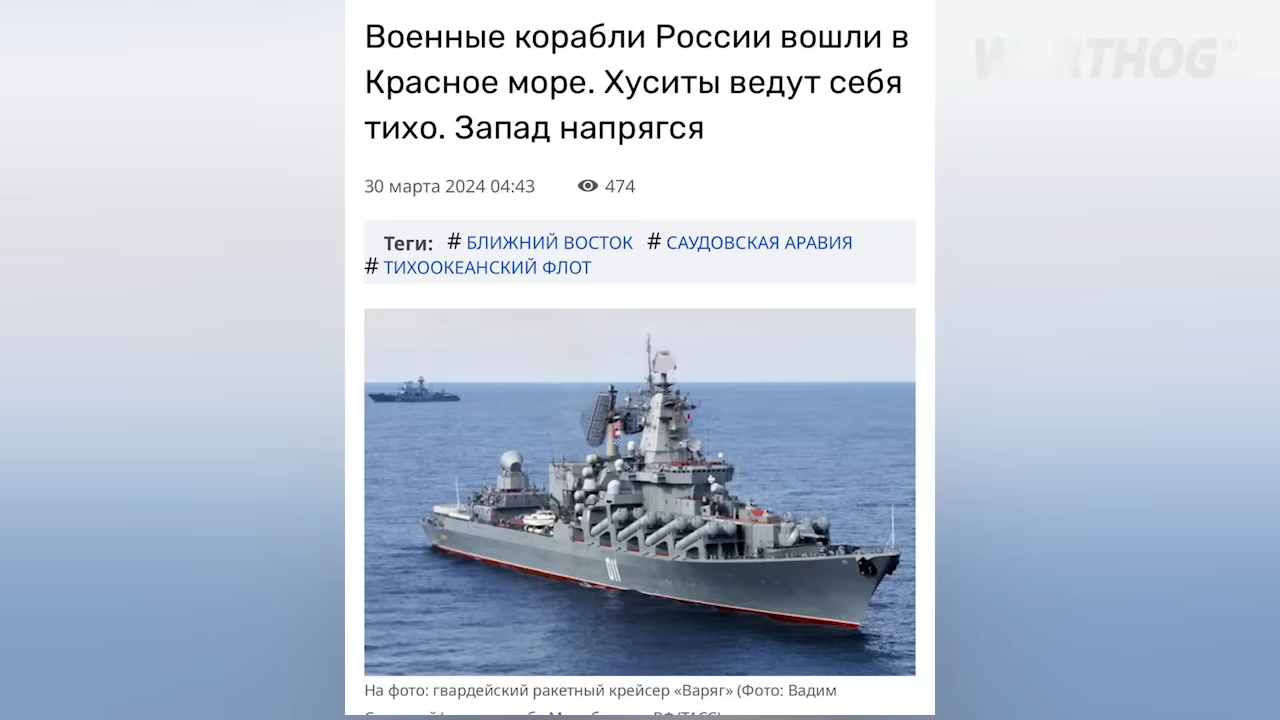 Военные корабли России вошли в
Красное море. Хуситы ведут себя
тихо. Запад напрягся
WARTHOG®
30 марта 2024 04:43 474
Теги: # БЛИЖНИЙ ВОСТОК # САУДОВСКАЯ АРАВИЯ
# ТИХООКЕАНСКИЙ ФЛОТ
011
На фото: гвардейский ракетный крейсер «Варяг» (Фото: Вадим